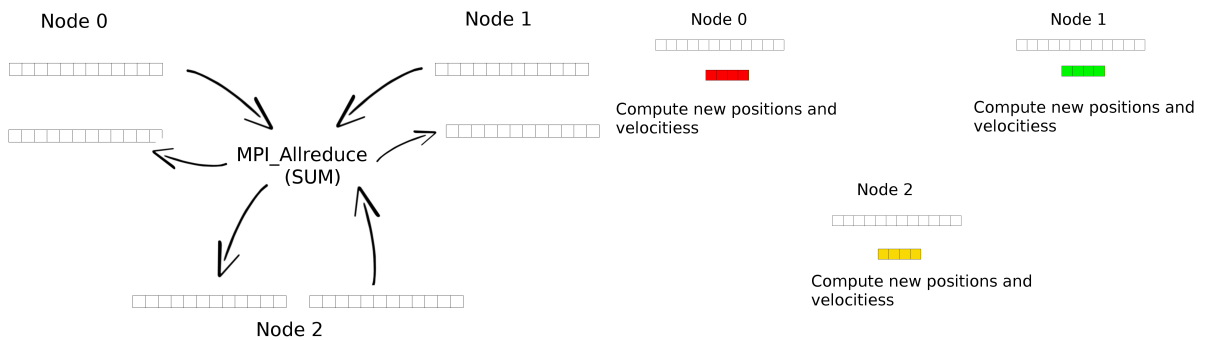 Node 0
Node 1
MPI_Allreduce
(SUM)
Node 2
Node 0
Compute new positions and
velocitiess
Node 1
Compute new positions and
velocitiess
Node 2
Compute new positions and
velocitiess